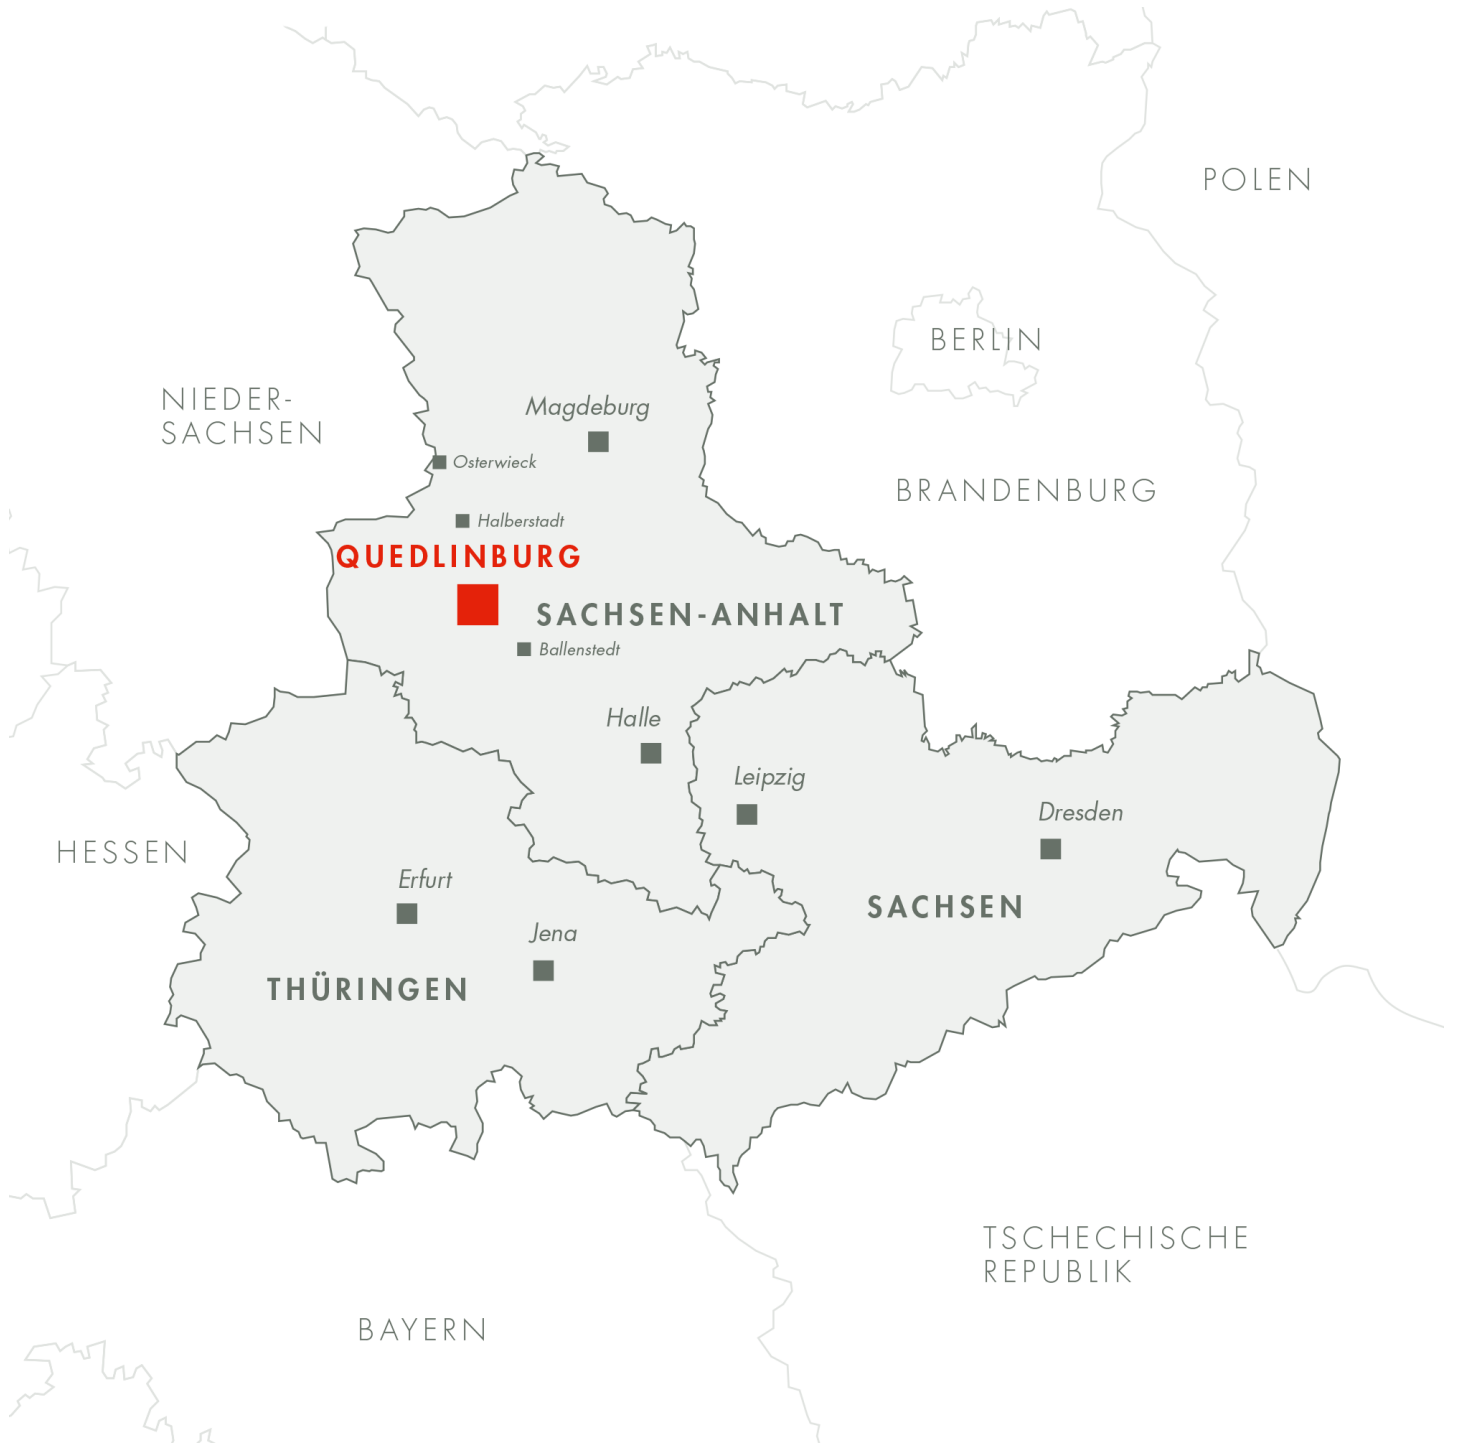 POLEN
BERLIN
NIEDER-
SACHSEN
Magdeburg
Osterwieck
BRANDENBURG
Halberstadt
QUEDLINBURG
SACHSEN-ANHALT
Ballenstedt
Halle
Leipzig
Dresden
HESSEN
Erfurt
SACHSEN
Jena
THÜRINGEN
TSCHECHISCHE
REPUBLIK
BAYERN